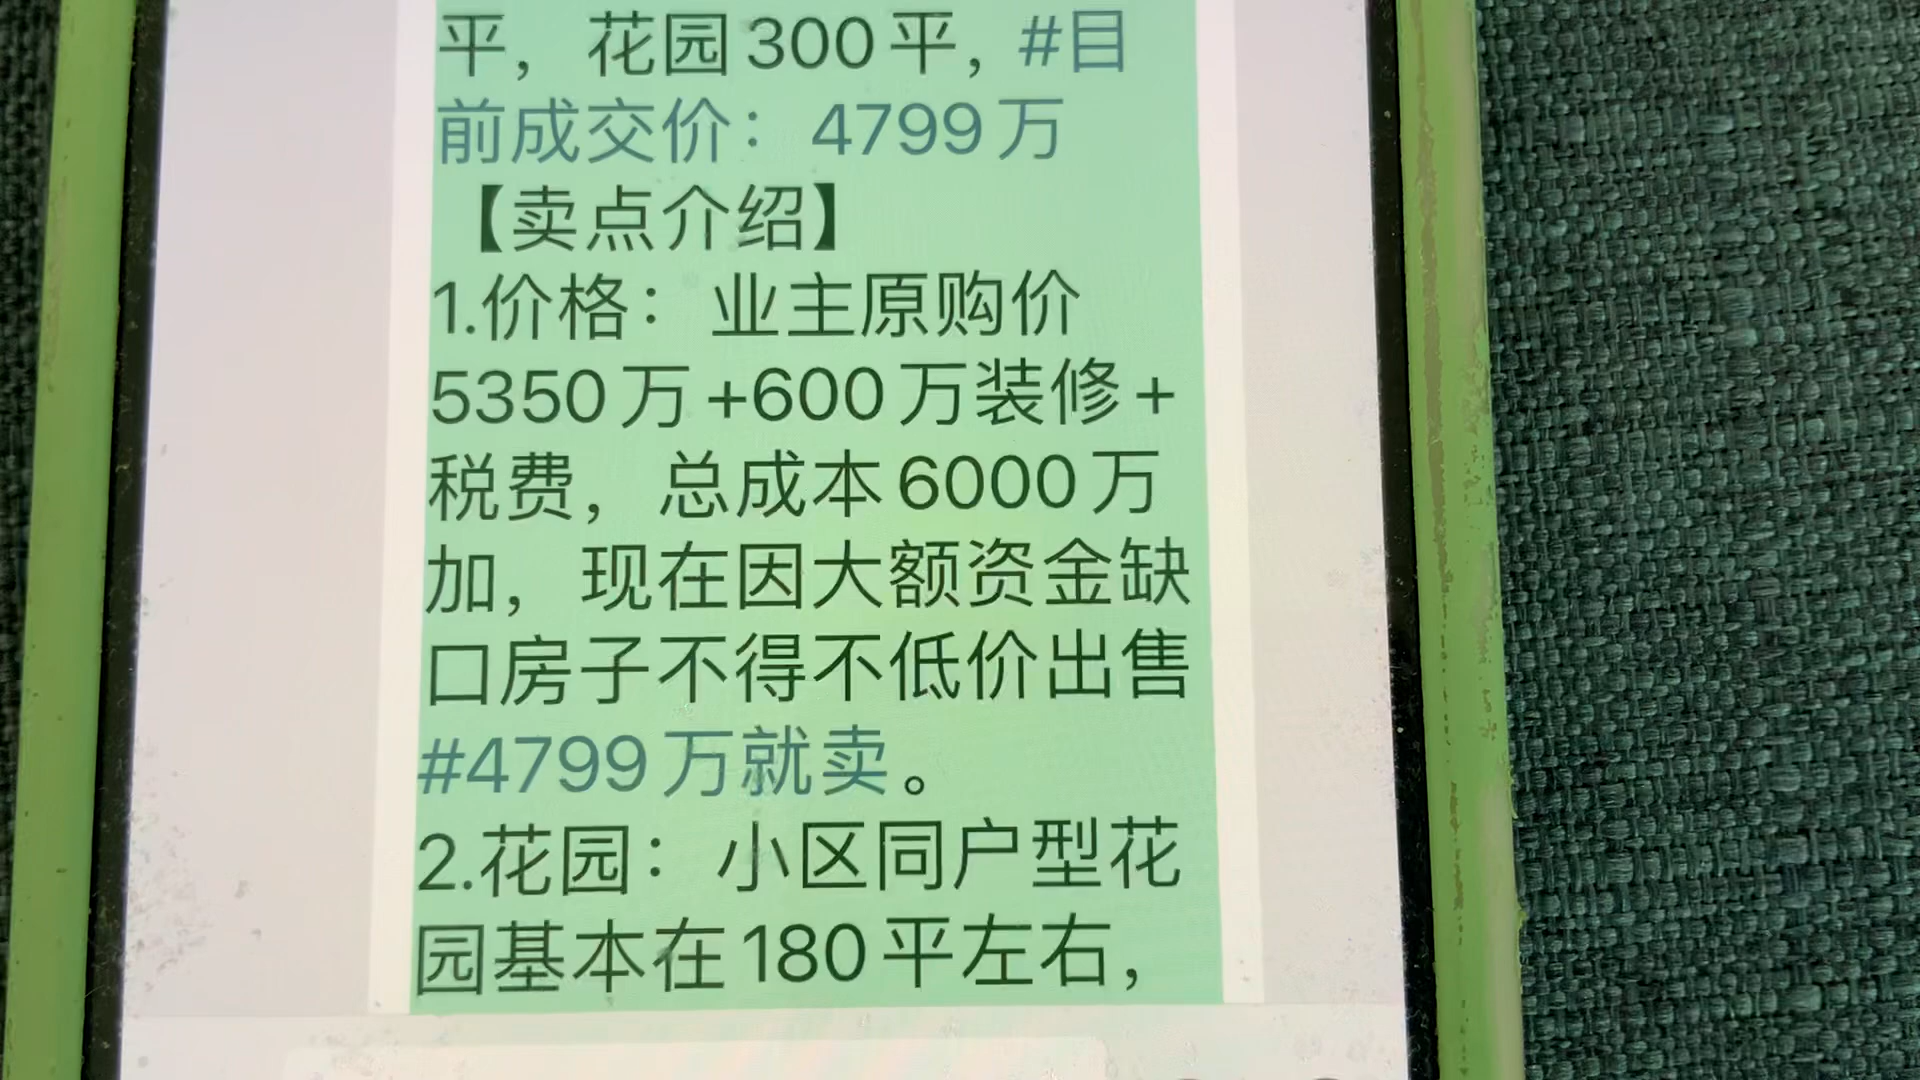 平，花园300平，#目
前成交价：4799万
【卖点介绍】
1.价格：业主原购价
5350万+600万装修+
税费，总成本6000万
加，现在因大额资金缺
口房子不得不低价出售
#4799万就卖。
2.花园：小区同户型花
园基本在180平左右，